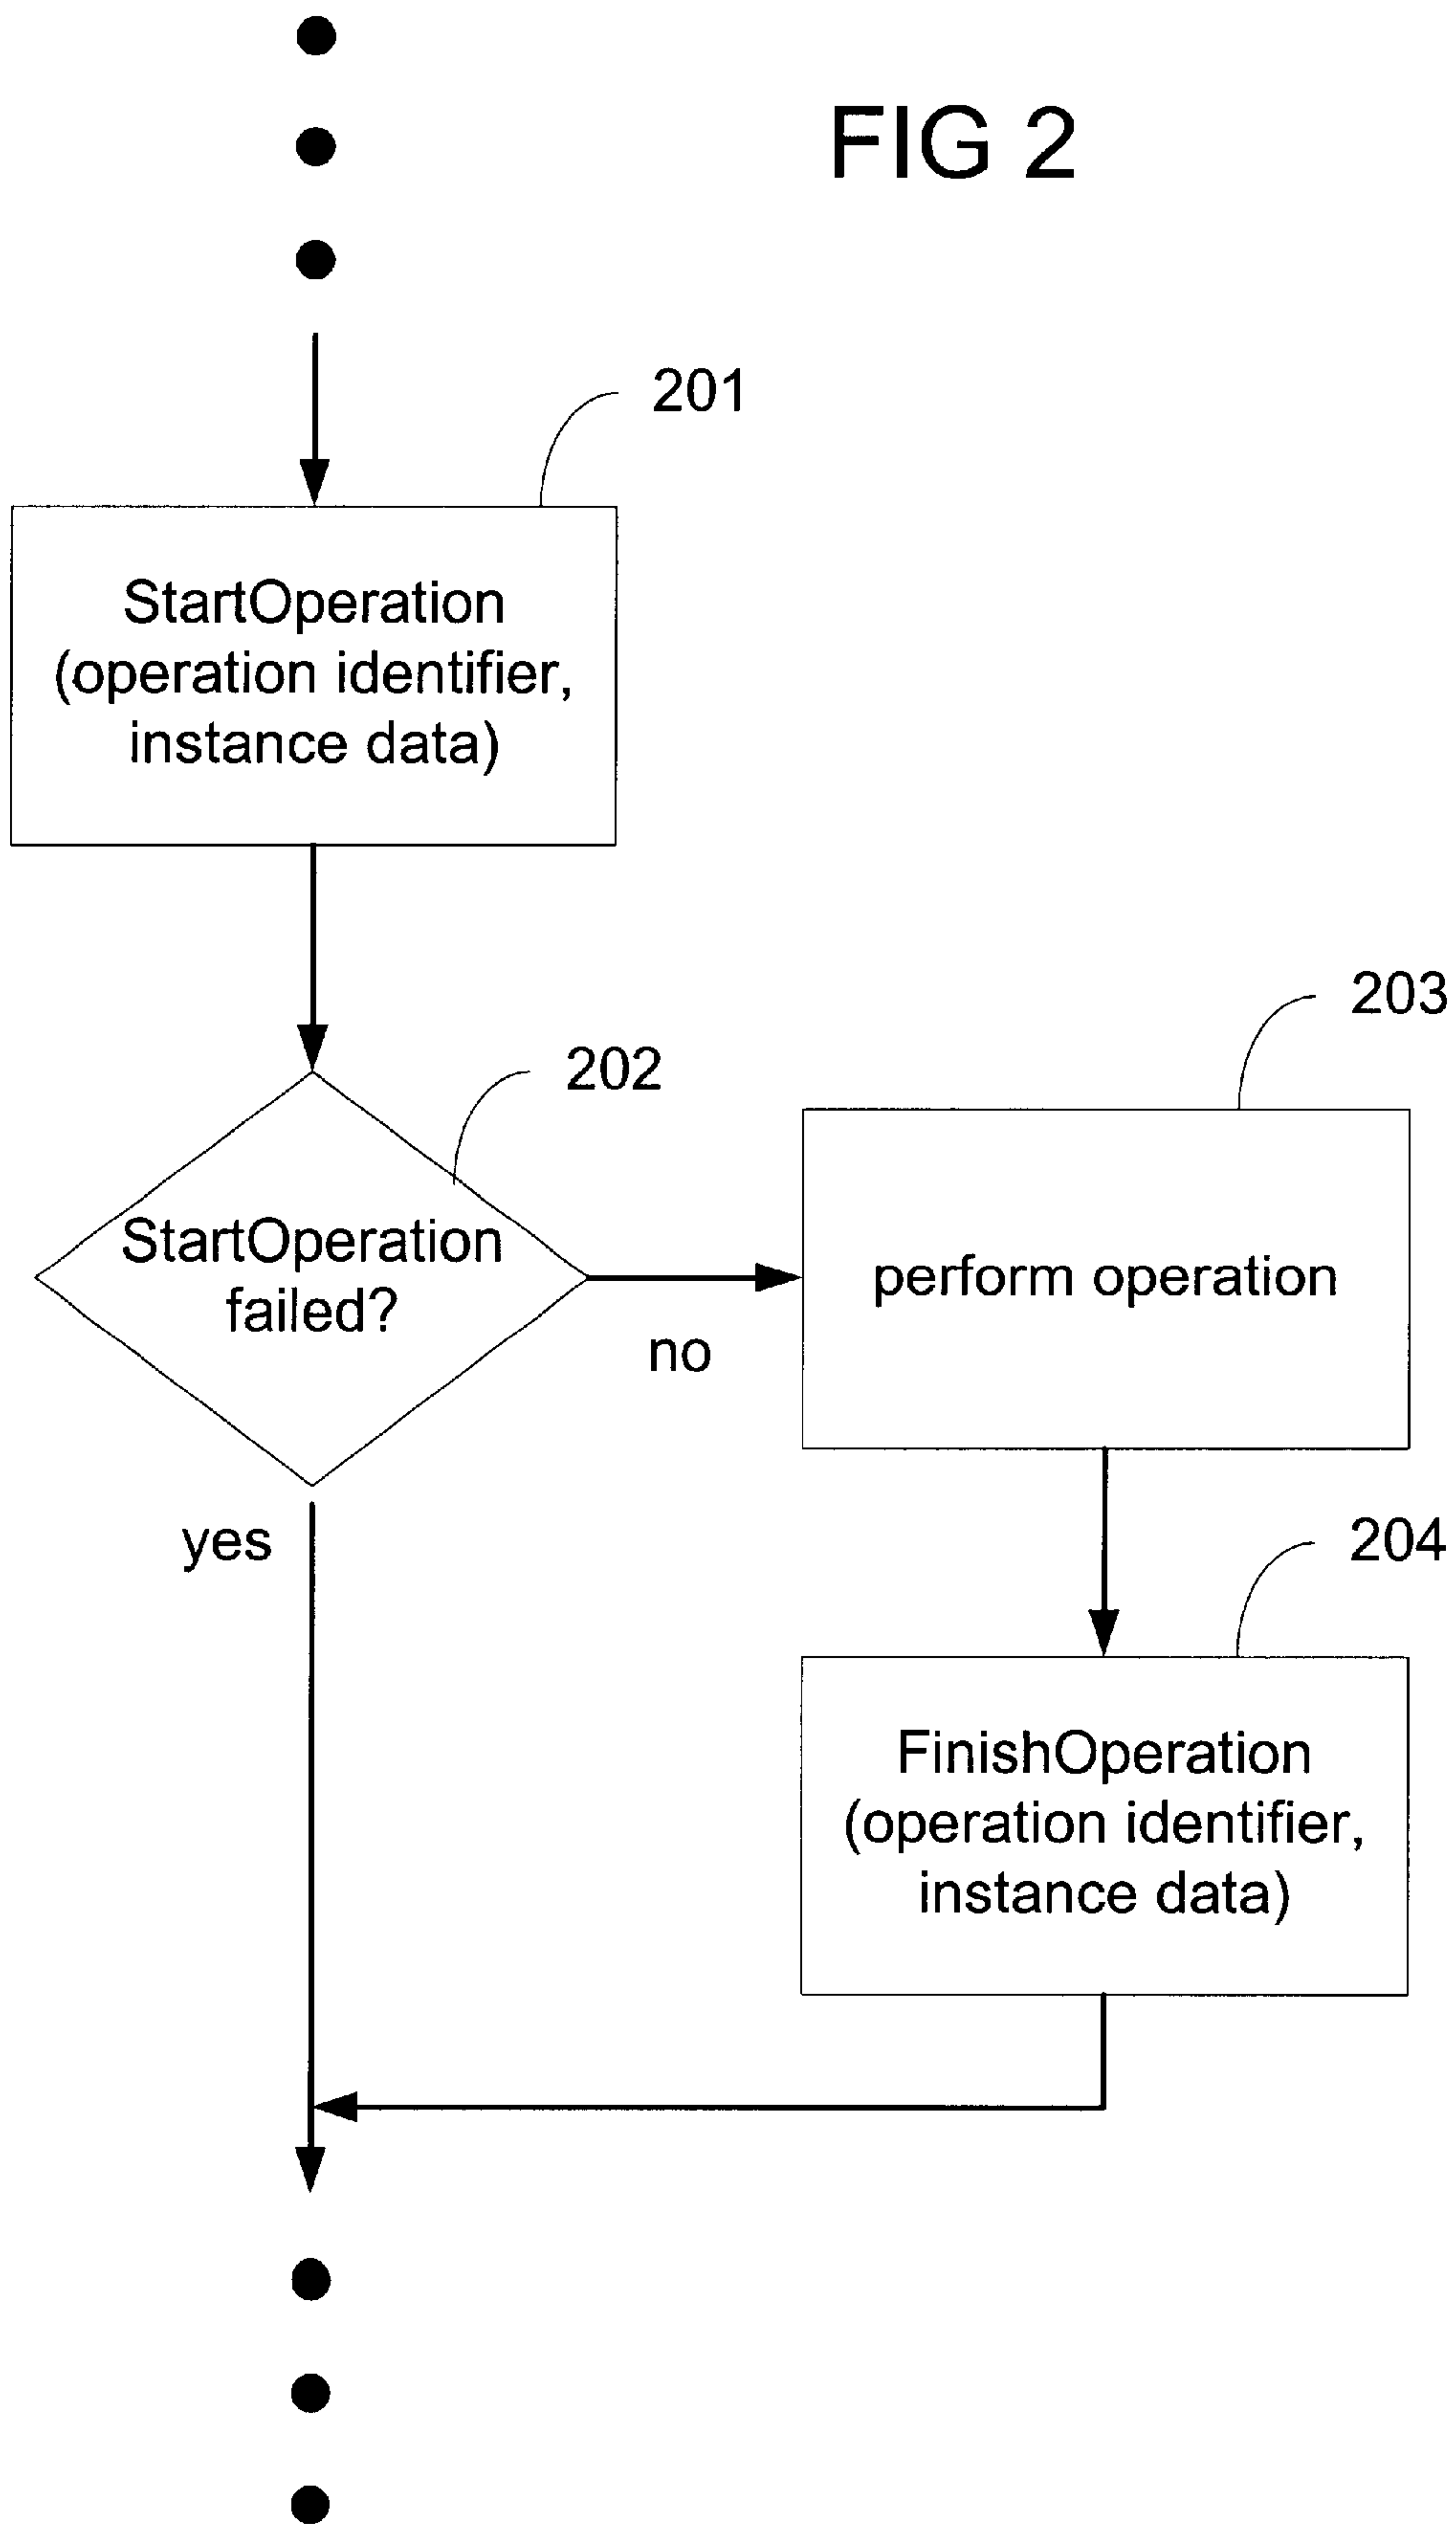 FIG 2
201
StartOperation
(operation identifier,
instance data)
202
StartOperation
failed?
no
yes
203
perform operation
204
FinishOperation
(operation identifier,
instance data)